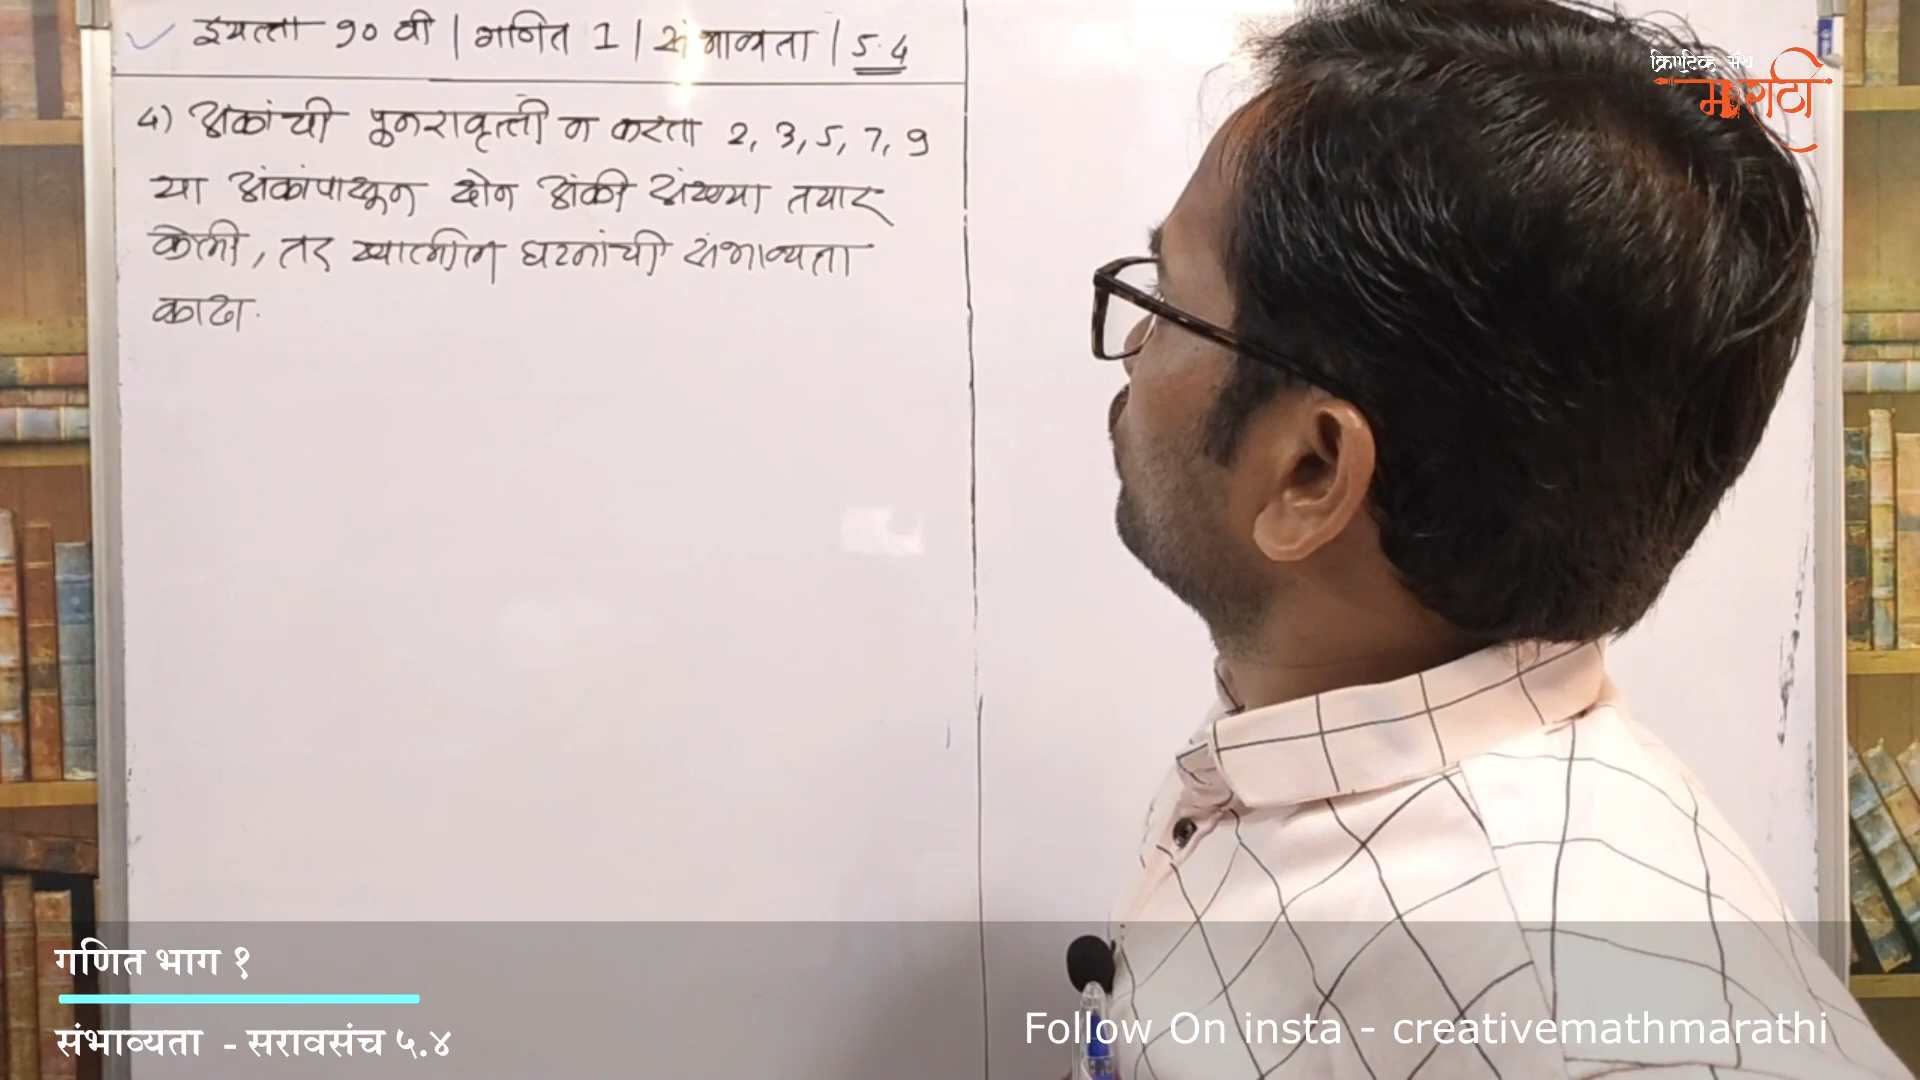 इयत्ता १० वी | गणित 1 | संभाव्यता | 5.4
4) अंकांची पुनरावृत्ती न करता 2, 3, 5, 7, 9
या अंकांपासून दोन अंकी संख्या तयार
केली, तर खालील घटनांची संभाव्यता
काढा.
क्रिएटिव्ह मॅथ
मराठी
गणित भाग १
संभाव्यता - सरावसंच ५.४
Follow On insta - creativemathmarathi